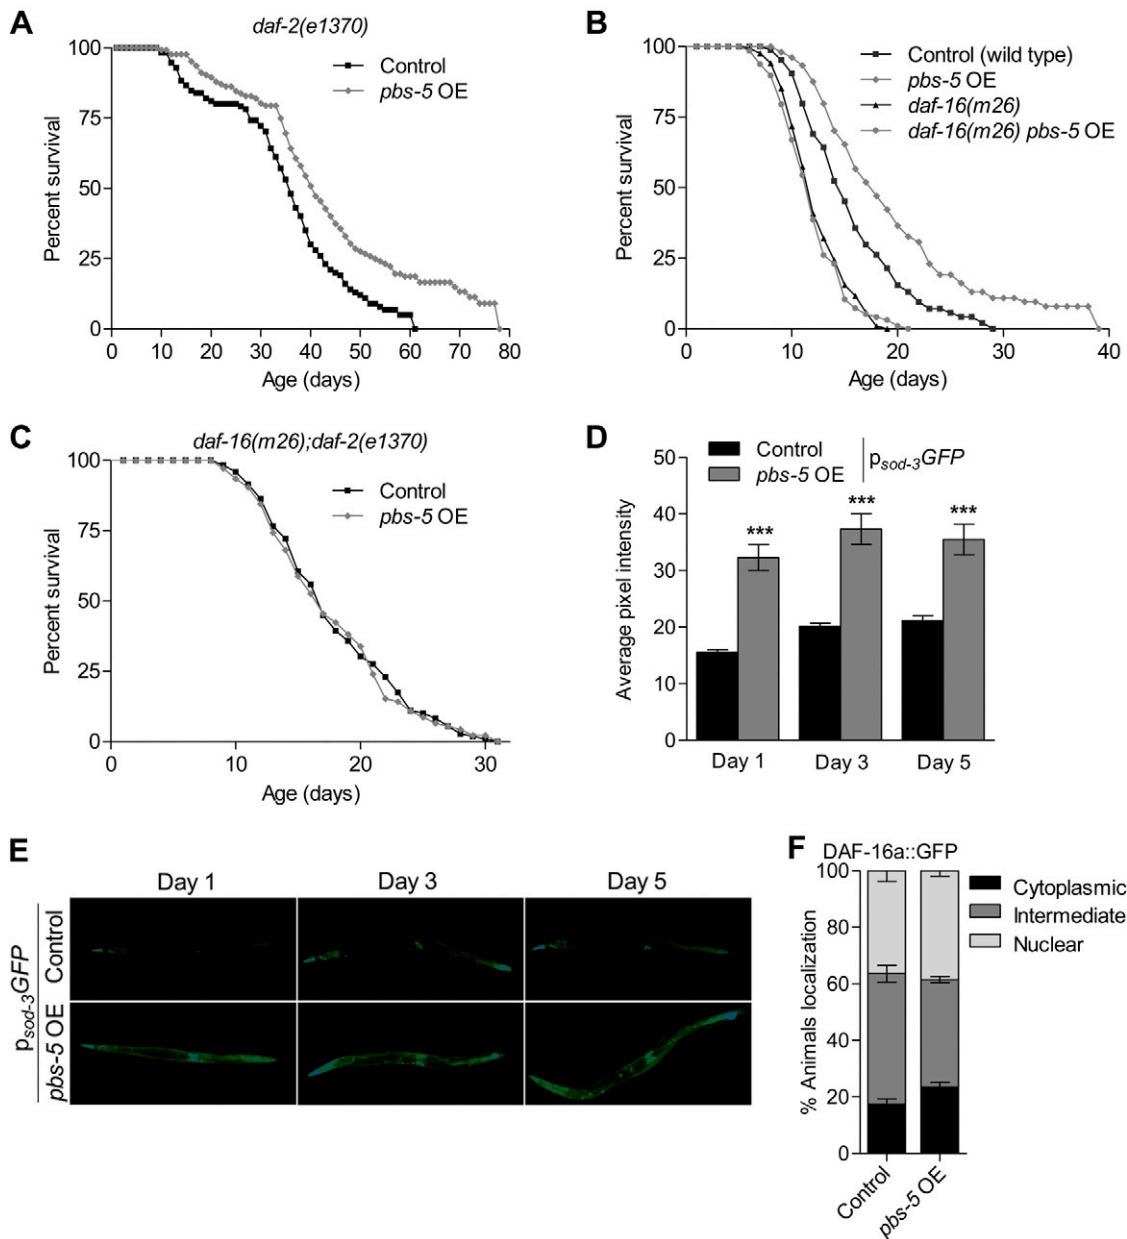 A
daf-2(e1370)
Control
pbs-5 OE
Percent survival
100
75
50
25
0
0 10 20 30 40 50 60 70 80
Age (days)
B
Control (wild type)
pbs-5 OE
daf-16(m26)
daf-16(m26) pbs-5 OE
Percent survival
100
75
50
25
0
0 10 20 30 40
Age (days)
C
daf-16(m26);daf-2(e1370)
Control
pbs-5 OE
Percent survival
100
75
50
25
0
0 10 20 30
Age (days)
D
Control
pbs-5 OE
psod-3GFP
Average pixel intensity
50
40
30
20
10
0
*** *** ***
Day 1 Day 3 Day 5
E
Day 1 Day 3 Day 5
psod-3GFP
Control
pbs-5 OE
F
DAF-16a::GFP
Cytoplasmic
Intermediate
Nuclear
% Animals localization
100
80
60
40
20
0
Control
pbs-5 OE